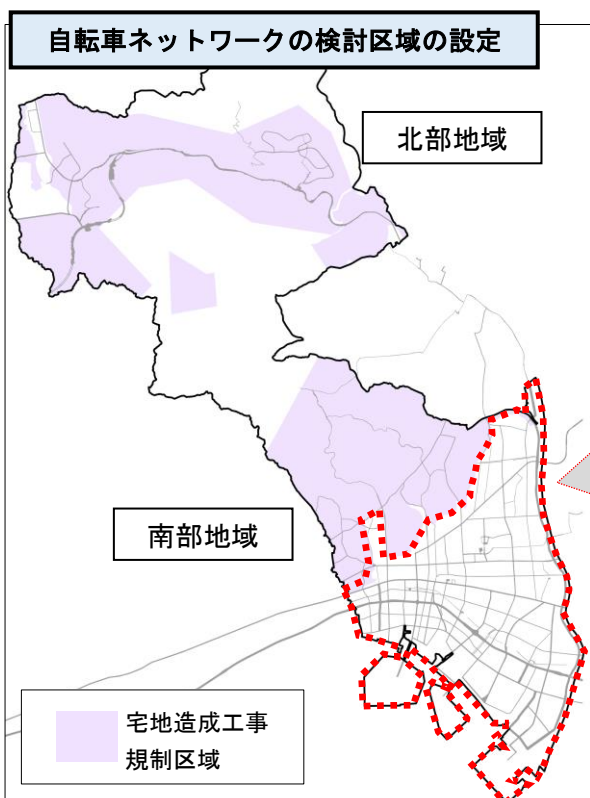 自転車ネットワークの検討区域の設定
北部地域
南部地域
宅地造成工事
規制区域